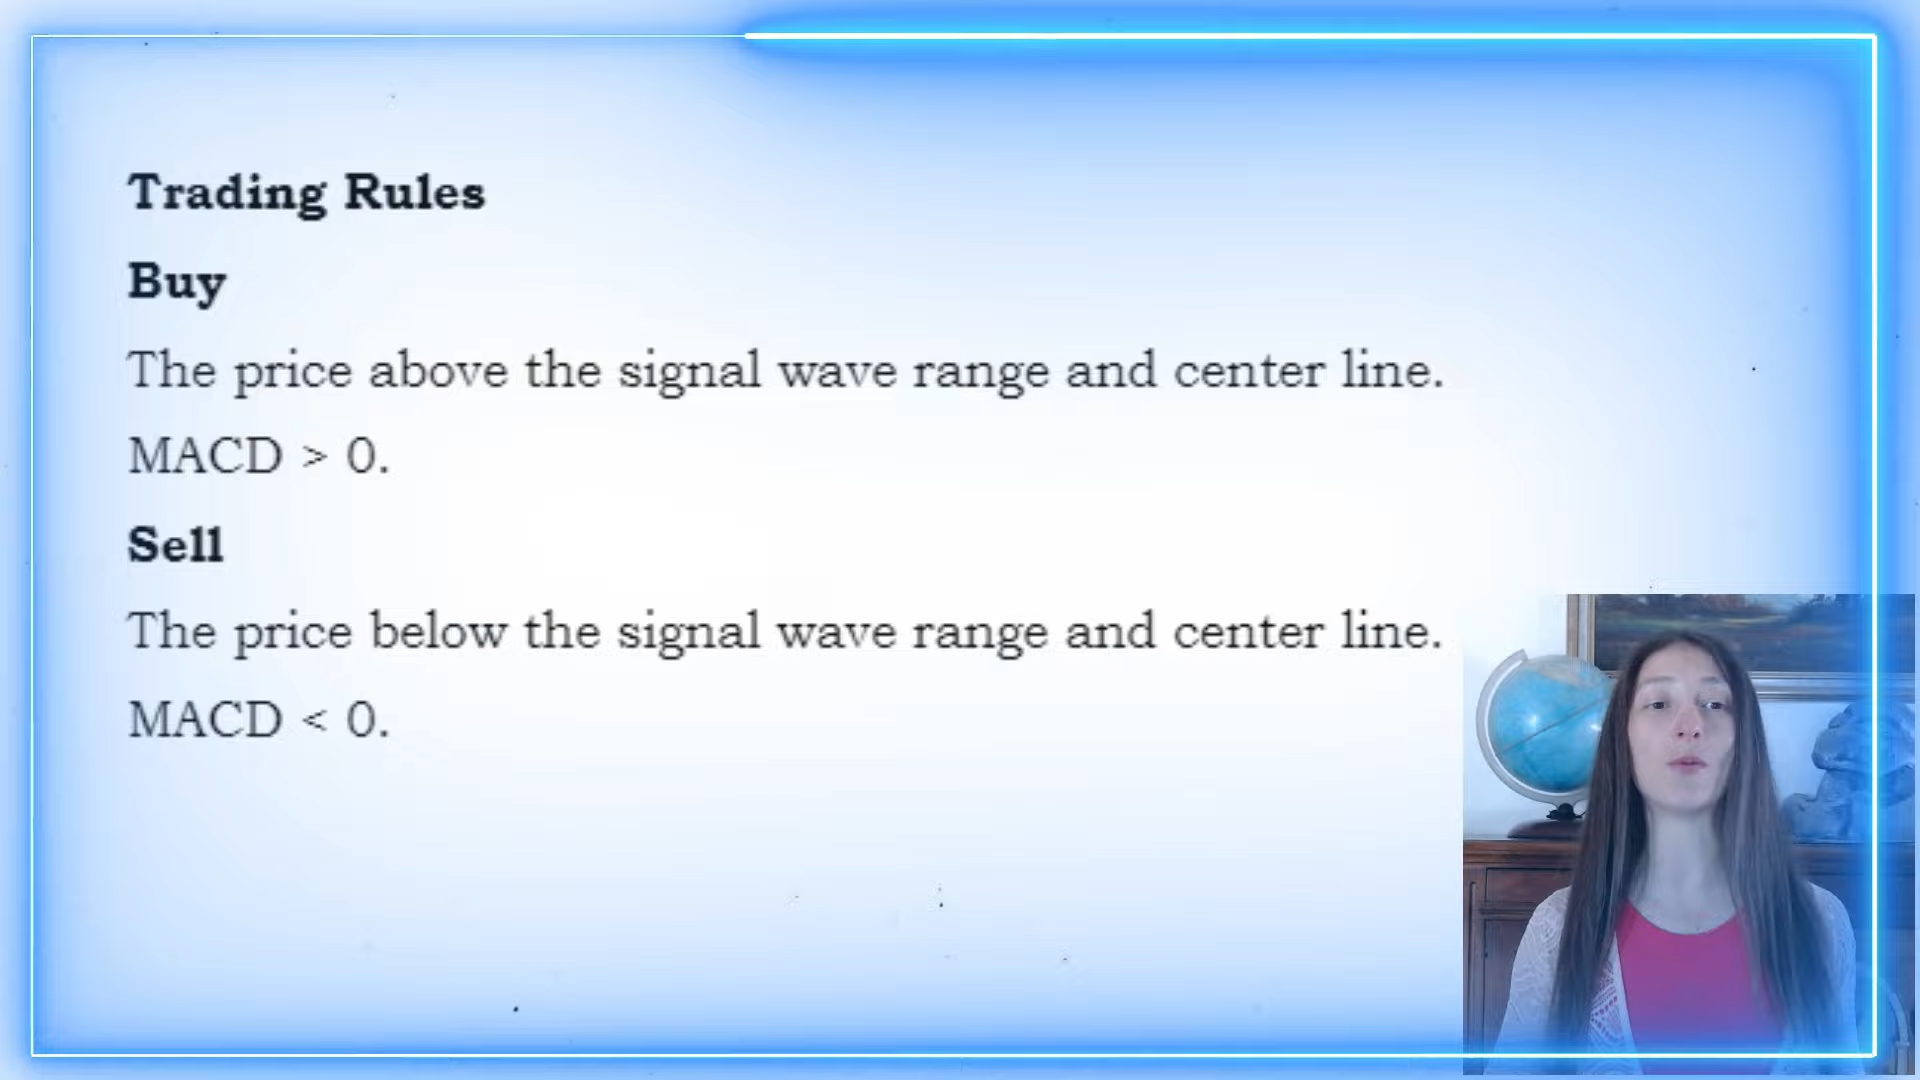 Trading Rules
Buy
The price above the signal wave range and center line.
MACD > 0.
Sell
The price below the signal wave range and center line.
MACD < 0.